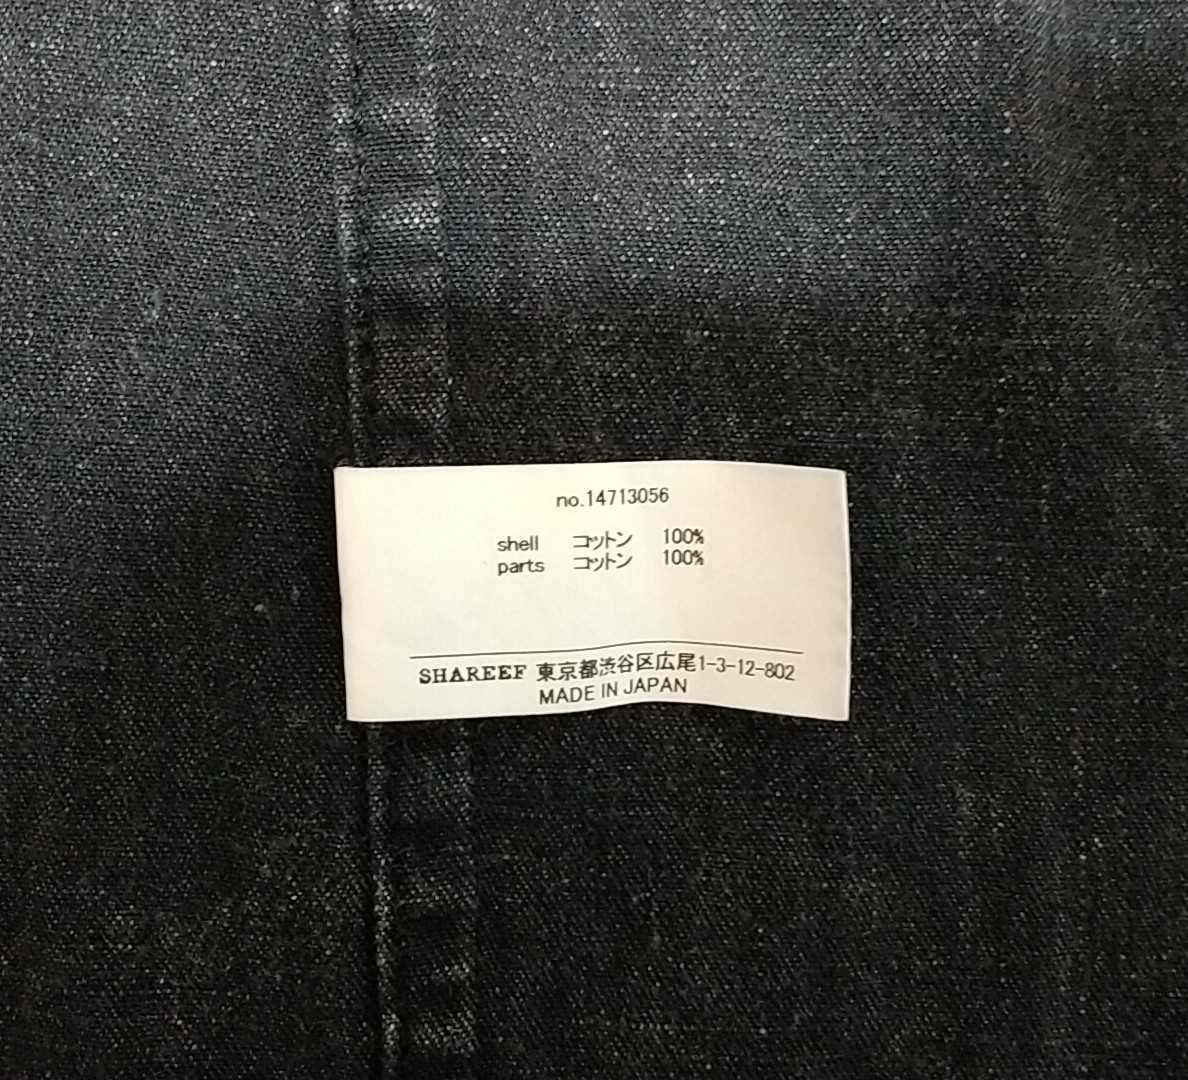 no.14713056
shell コットン 100%
parts コットン 100%
SHAREEF 東京都渋谷区広尾1-3-12-802
MADE IN JAPAN